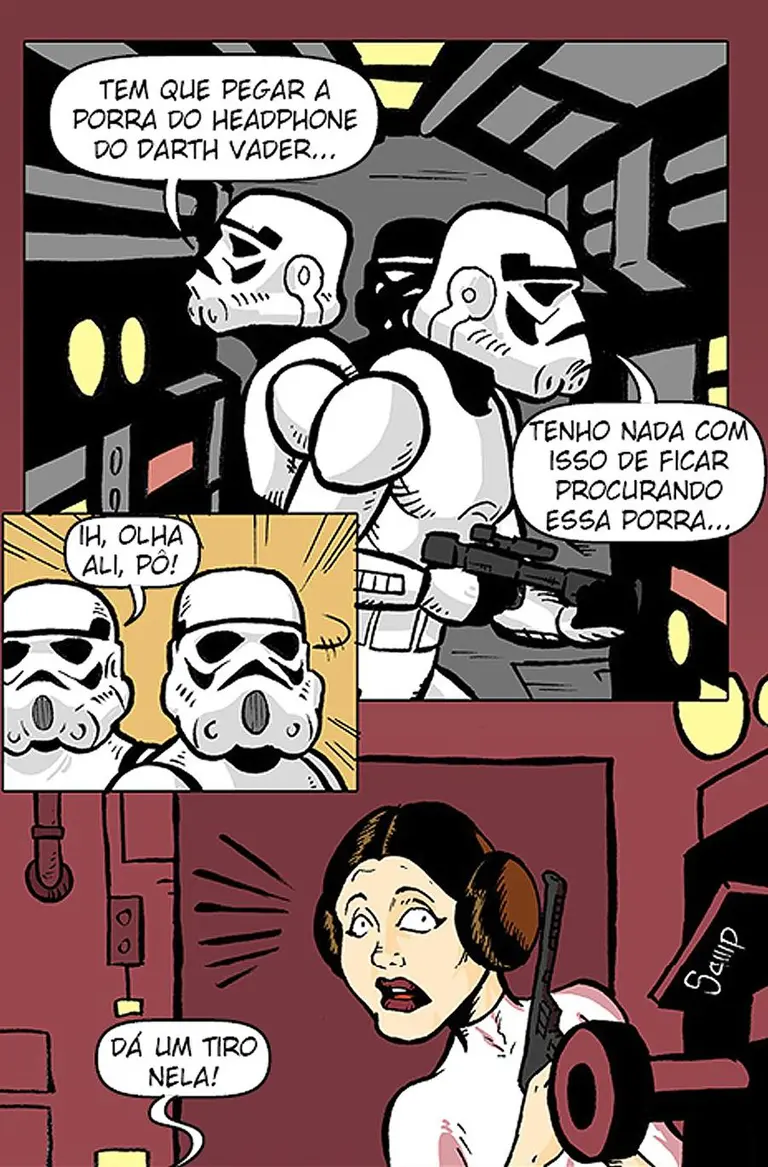 TEM QUE PEGAR A
PORRA DO HEADPHONE
DO DARTH VADER...
TENHO NADA COM
ISSO DE FICAR
PROCURANDO
ESSA PORRA...
IH, OLHA
ALI, PÔ!
DÁ UM TIRO
NELA!